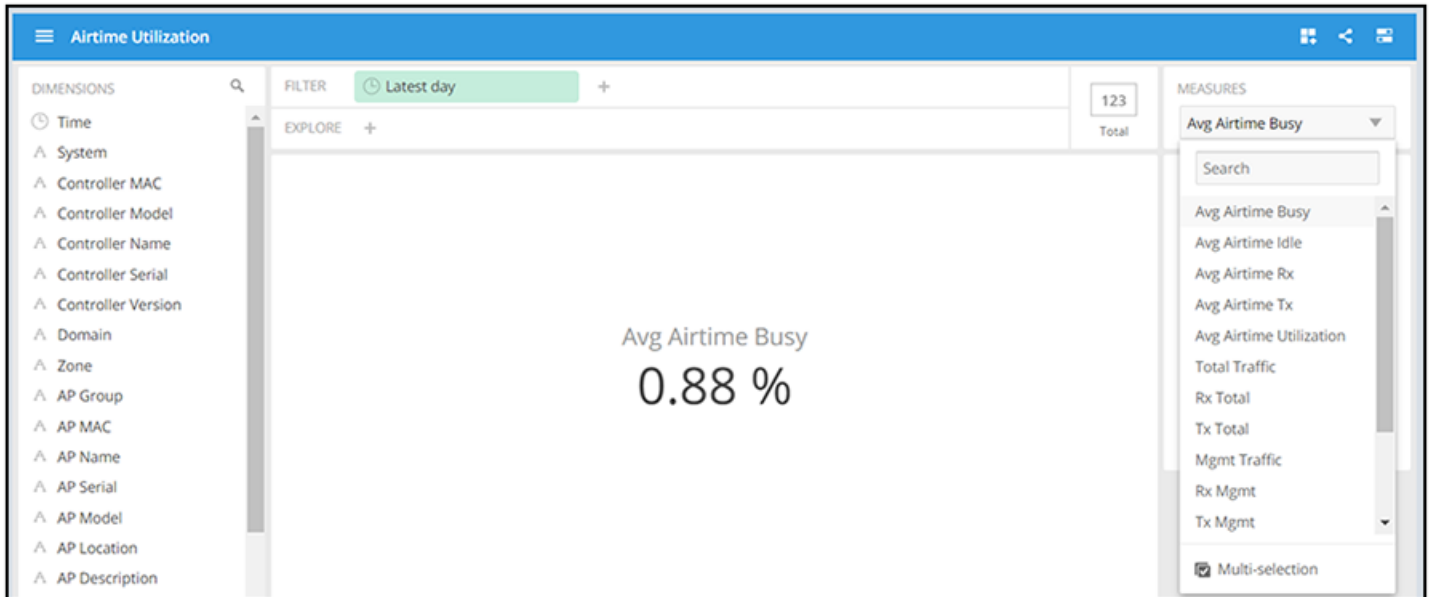 Airtime Utilization
DIMENSIONS
Time
System
Controller MAC
Controller Model
Controller Name
Controller Serial
Controller Version
Domain
Zone
AP Group
AP MAC
AP Name
AP Serial
AP Model
AP Location
AP Description
FILTER
Latest day
+
EXPLORE +
123
Total
Avg Airtime Busy
0.88 %
MEASURES
Avg Airtime Busy
Search
Avg Airtime Busy
Avg Airtime Idle
Avg Airtime Rx
Avg Airtime Tx
Avg Airtime Utilization
Total Traffic
Rx Total
Tx Total
Mgmt Traffic
Rx Mgmt
Tx Mgmt
Multi-selection